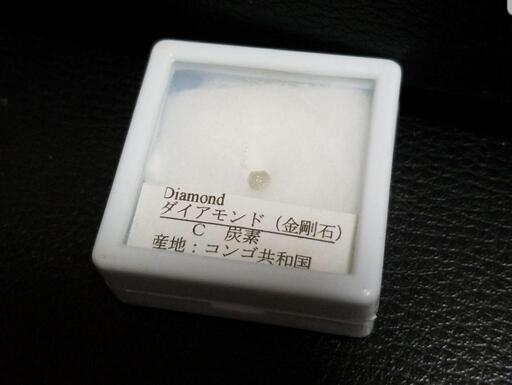 Diamond
ダイアモンド（金剛石）
C 炭素
産地：コンゴ共和国